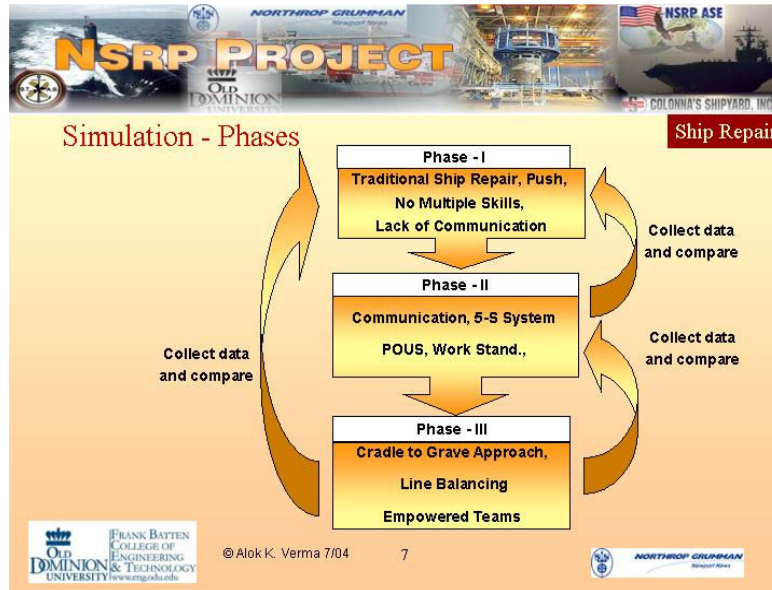 NORTHROP GRUMMAN
Newport News
NSRP ASE
NSRP PROJECT
OLD
DOMINION
UNIVERSITY
COLONNA'S SHIPYARD, INC
Simulation - Phases
Ship Repair
Phase - I
Traditional Ship Repair, Push,
No Multiple Skills,
Lack of Communication
Collect data
and compare
Phase - II
Communication, 5-S System
POUS, Work Stand.,
Collect data
and compare
Collect data
and compare
Phase - III
Cradle to Grave Approach,
Line Balancing
Empowered Teams
OLD
DOMINION
UNIVERSITY
FRANK BATTEN
COLLEGE OF
ENGINEERING
& TECHNOLOGY
www.eng.odu.edu
© Alok K. Verma 7/04
7
NORTHROP GRUMMAN
Newport News